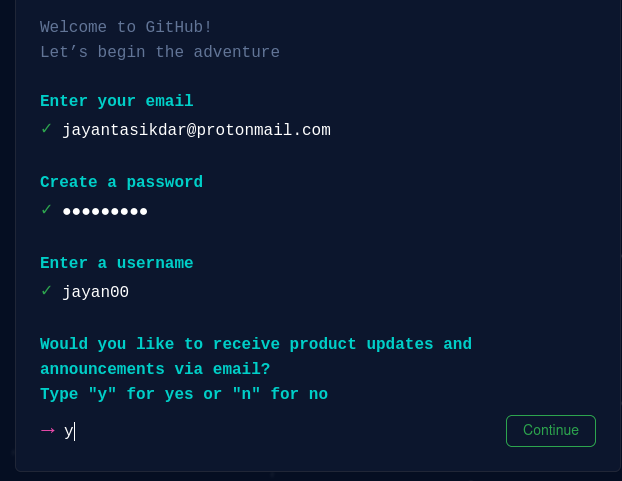 Welcome to GitHub!
Let’s begin the adventure
Enter your email
✓ jayantasikdar@protonmail.com
Create a password
✓ ●●●●●●●●●
Enter a username
✓ jayan00
Would you like to receive product updates and
announcements via email?
Type "y" for yes or "n" for no
→ y
Continue